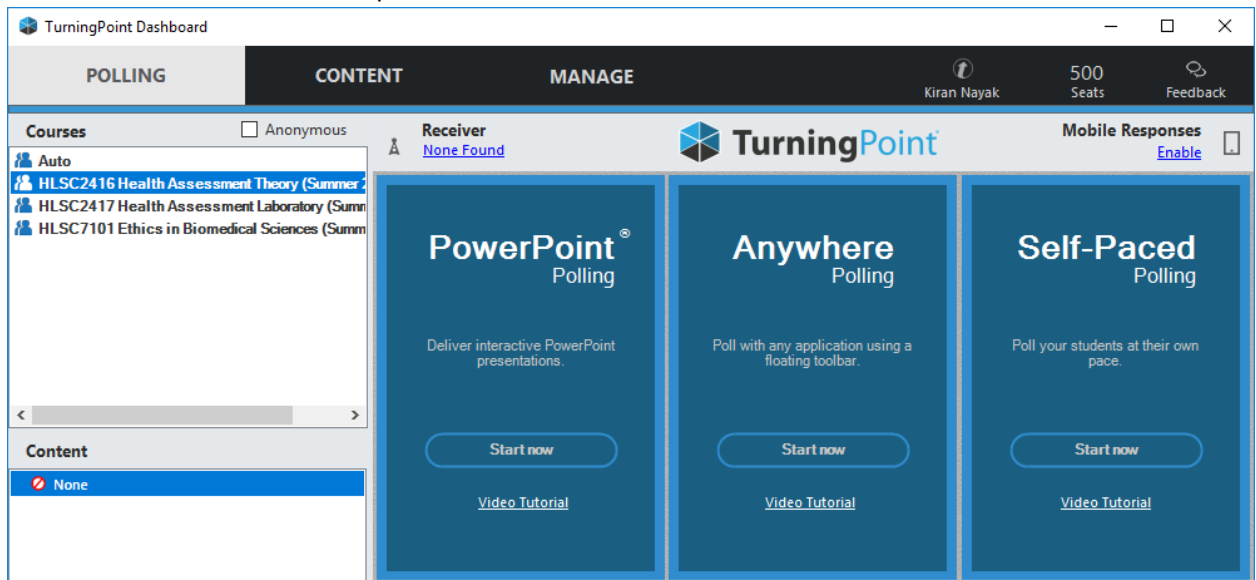 TurningPoint Dashboard
POLLING
CONTENT
MANAGE
Kiran Nayak
500
Seats
Feedback
Courses
Anonymous
Auto
HLSC2416 Health Assessment Theory (Summer 2
HLSC2417 Health Assessment Laboratory (Summ
HLSC7101 Ethics in Biomedical Sciences (Summ
Content
None
Receiver
None Found
TurningPoint
Mobile Responses
Enable
PowerPoint®
Polling
Deliver interactive PowerPoint
presentations.
Start now
Video Tutorial
Anywhere
Polling
Poll with any application using a
floating toolbar.
Start now
Video Tutorial
Self-Paced
Polling
Poll your students at their own
pace.
Start now
Video Tutorial